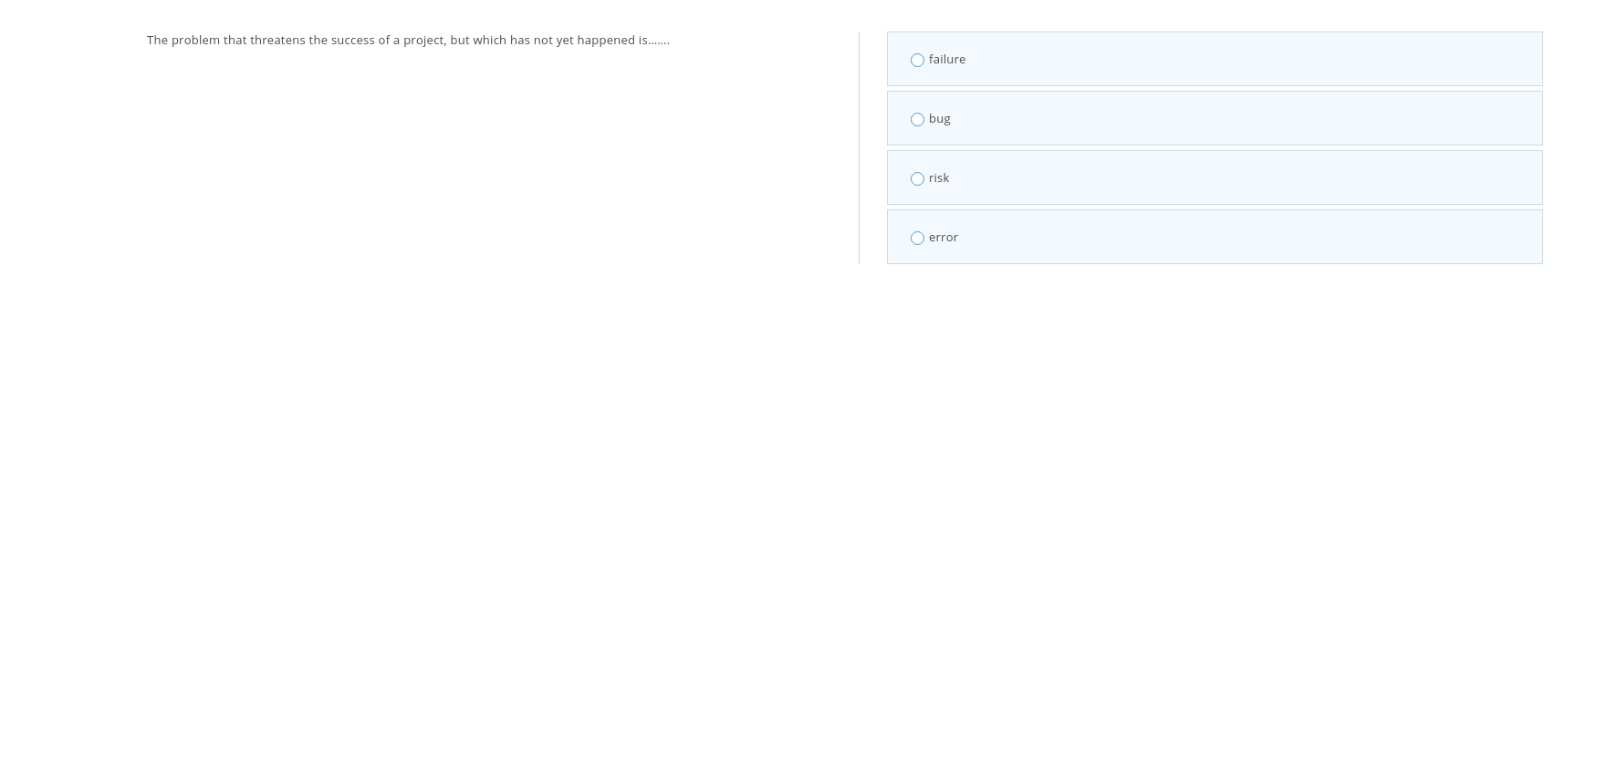 The problem that threatens the success of a project, but which has not yet happened is.......
failure
bug
risk
error